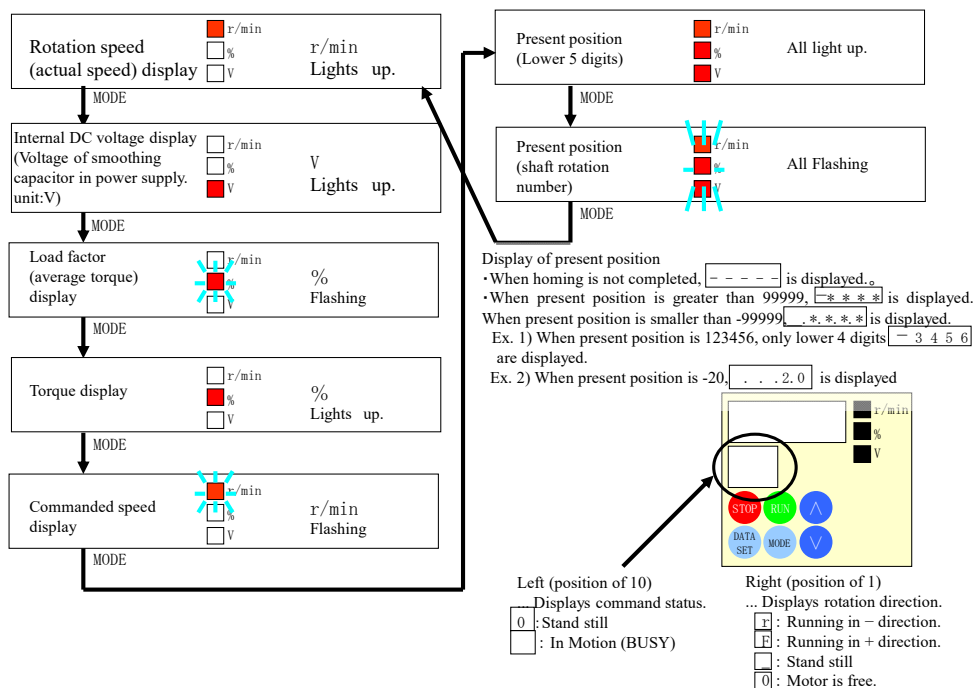 Rotation speed
(actual speed) display
r/min
%
V
r/min
Lights up.
MODE
Internal DC voltage display
(Voltage of smoothing
capacitor in power supply.
unit:V)
r/min
%
V
V
Lights up.
MODE
Load factor
(average torque)
display
r/min
%
V
%
Flashing
MODE
Torque display
r/min
%
V
%
Lights up.
MODE
Commanded speed
display
r/min
%
V
r/min
Flashing
MODE
Present position
(Lower 5 digits)
r/min
%
V
All light up.
MODE
Present position
(shaft rotation
number)
r/min
%
V
All Flashing
MODE
Display of present position
・When homing is not completed, - - - - - is displayed.。
・When present position is greater than 99999, －* * * * is displayed.
When present position is smaller than -99999, _.*.*.*.* is displayed.
Ex. 1) When present position is 123456, only lower 4 digits － 3 4 5 6
are displayed.
Ex. 2) When present position is -20, . . .2.0 is displayed
r/min
%
V
STOP RUN ∧
DATA
SET MODE ∨
Left (position of 10)
... Displays command status.
0 : Stand still
: In Motion (BUSY)
Right (position of 1)
... Displays rotation direction.
r : Running in − direction.
F : Running in + direction.
_ : Stand still
0 : Motor is free.